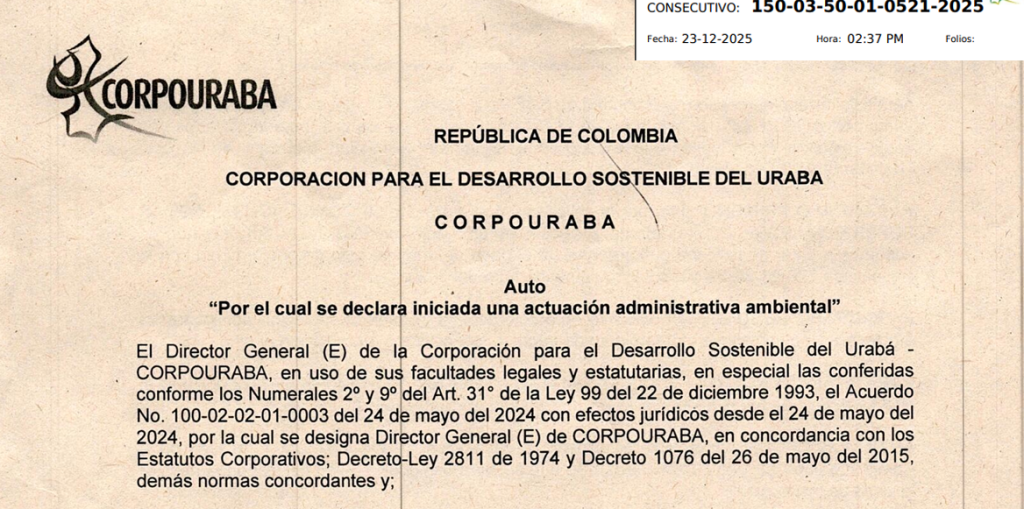 CONSECUTIVO: 150-03-50-01-0521-2025
Fecha: 23-12-2025 Hora: 02:37 PM Folios:
CORPOURABA
REPÚBLICA DE COLOMBIA
CORPORACION PARA EL DESARROLLO SOSTENIBLE DEL URABA
CORPOURABA
Auto
“Por el cual se declara iniciada una actuación administrativa ambiental”
El Director General (E) de la Corporación para el Desarrollo Sostenible del Urabá -
CORPOURABA, en uso de sus facultades legales y estatutarias, en especial las conferidas
conforme los Numerales 2º y 9º del Art. 31° de la Ley 99 del 22 de diciembre 1993, el Acuerdo
No. 100-02-02-01-0003 del 24 de mayo del 2024 con efectos jurídicos desde el 24 de mayo del
2024, por la cual se designa Director General (E) de CORPOURABA, en concordancia con los
Estatutos Corporativos; Decreto-Ley 2811 de 1974 y Decreto 1076 del 26 de mayo del 2015,
demás normas concordantes y;